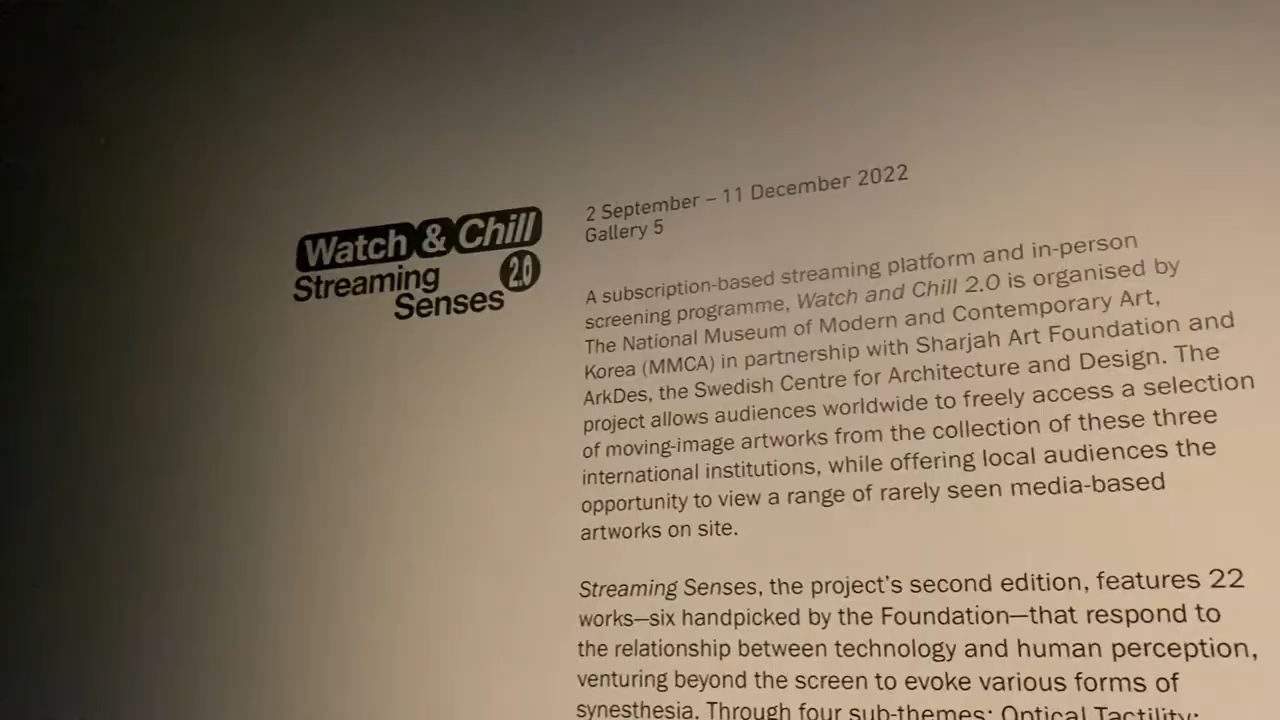 Watch & Chill
Streaming 2.0
Senses
2 September – 11 December 2022
Gallery 5
A subscription-based streaming platform and in-person
screening programme, Watch and Chill 2.0 is organised by
The National Museum of Modern and Contemporary Art,
Korea (MMCA) in partnership with Sharjah Art Foundation and
ArkDes, the Swedish Centre for Architecture and Design. The
project allows audiences worldwide to freely access a selection
of moving-image artworks from the collection of these three
international institutions, while offering local audiences the
opportunity to view a range of rarely seen media-based
artworks on site.
Streaming Senses, the project's second edition, features 22
works—six handpicked by the Foundation—that respond to
the relationship between technology and human perception,
venturing beyond the screen to evoke various forms of
synesthesia. Through four sub-themes: Optical Tactility;